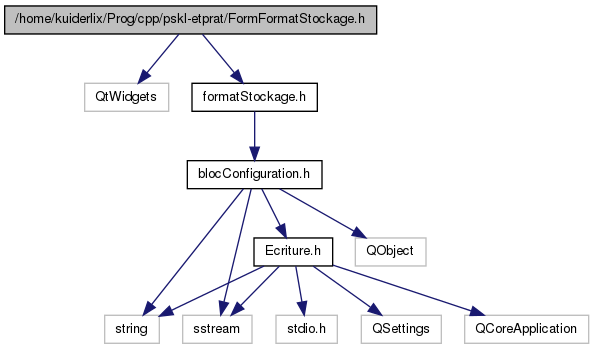 /home/kuiderlix/Prog/cpp/pskl-etprat/FormFormatStockage.h
QtWidgets
formatStockage.h
blocConfiguration.h
Ecriture.h
QObject
string
sstream
stdio.h
QSettings
QCoreApplication